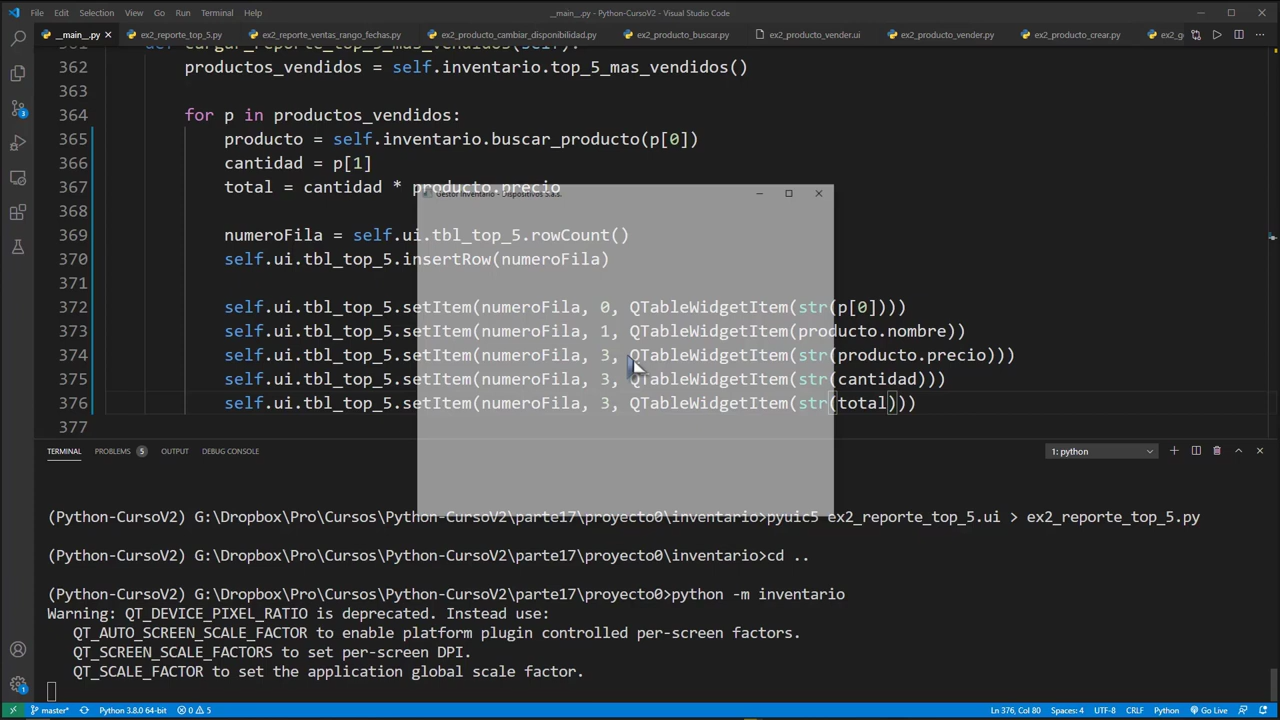 File Edit Selection View Go Run Terminal Help
__main__.py - Python-CursoV2 - Visual Studio Code
__main__.py ex2_reporte_top_5.py ex2_reporte_ventas_rango_fechas.py ex2_producto_cambiar_disponibilidad.py ex2_producto_buscar.py ex2_producto_vender.ui ex2_producto_vender.py ex2_producto_crear.py
362 productos_vendidos = self.inventario.top_5_mas_vendidos()
363
364 for p in productos_vendidos:
365 producto = self.inventario.buscar_producto(p[0])
366 cantidad = p[1]
367 total = cantidad * producto.precio
Gestor Inventario - Dispositivos S.a.s.
368
369 numeroFila = self.ui.tbl_top_5.rowCount()
370 self.ui.tbl_top_5.insertRow(numeroFila)
371
372 self.ui.tbl_top_5.setItem(numeroFila, 0, QTableWidgetItem(str(p[0])))
373 self.ui.tbl_top_5.setItem(numeroFila, 1, QTableWidgetItem(producto.nombre))
374 self.ui.tbl_top_5.setItem(numeroFila, 3, QTableWidgetItem(str(producto.precio)))
375 self.ui.tbl_top_5.setItem(numeroFila, 3, QTableWidgetItem(str(cantidad)))
376 self.ui.tbl_top_5.setItem(numeroFila, 3, QTableWidgetItem(str(total)))
377
TERMINAL PROBLEMS 5 OUTPUT DEBUG CONSOLE 1: python
(Python-CursoV2) G:\Dropbox\Pro\Cursos\Python-CursoV2\parte17\proyecto0\inventario>pyuic5 ex2_reporte_top_5.ui > ex2_reporte_top_5.py
(Python-CursoV2) G:\Dropbox\Pro\Cursos\Python-CursoV2\parte17\proyecto0\inventario>cd ..
(Python-CursoV2) G:\Dropbox\Pro\Cursos\Python-CursoV2\parte17\proyecto0>python -m inventario
Warning: QT_DEVICE_PIXEL_RATIO is deprecated. Instead use:
QT_AUTO_SCREEN_SCALE_FACTOR to enable platform plugin controlled per-screen factors.
QT_SCREEN_SCALE_FACTORS to set per-screen DPI.
QT_SCALE_FACTOR to set the application global scale factor.
master* Python 3.8.0 64-bit 0 5 Ln 376, Col 80 Spaces: 4 UTF-8 CRLF Python Go Live